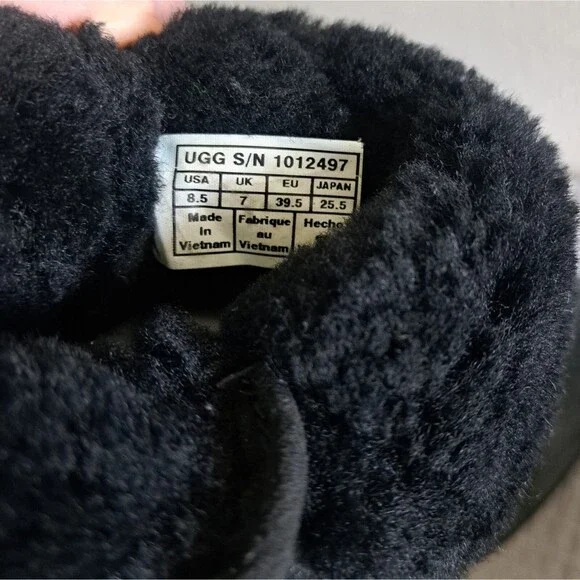 UGG S/N 1012497
USA UK EU JAPAN
8.5 7 39.5 25.5
Made Fabrique Hecho
in au
Vietnam Vietnam